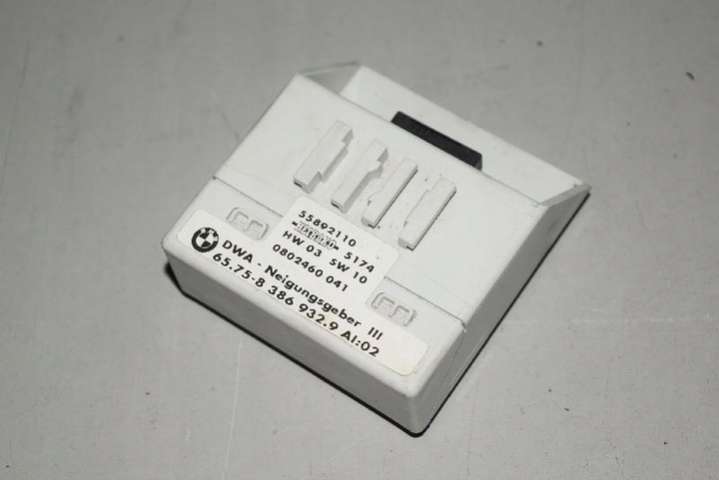 55892110
5174
HW 03 SW 10
0802460 041
DWA - Neigungsgeber III
65.75-8 386 932.9 AI:02